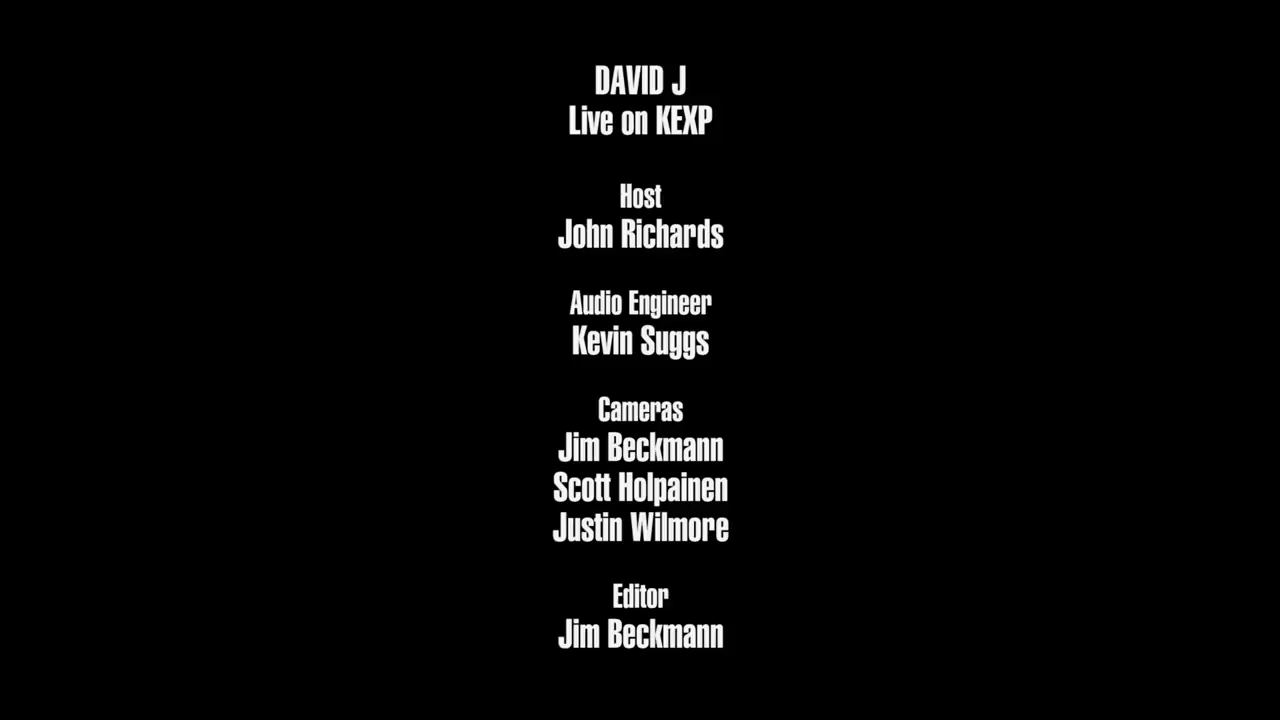 DAVID J
Live on KEXP
Host
John Richards
Audio Engineer
Kevin Suggs
Cameras
Jim Beckmann
Scott Holpainen
Justin Wilmore
Editor
Jim Beckmann